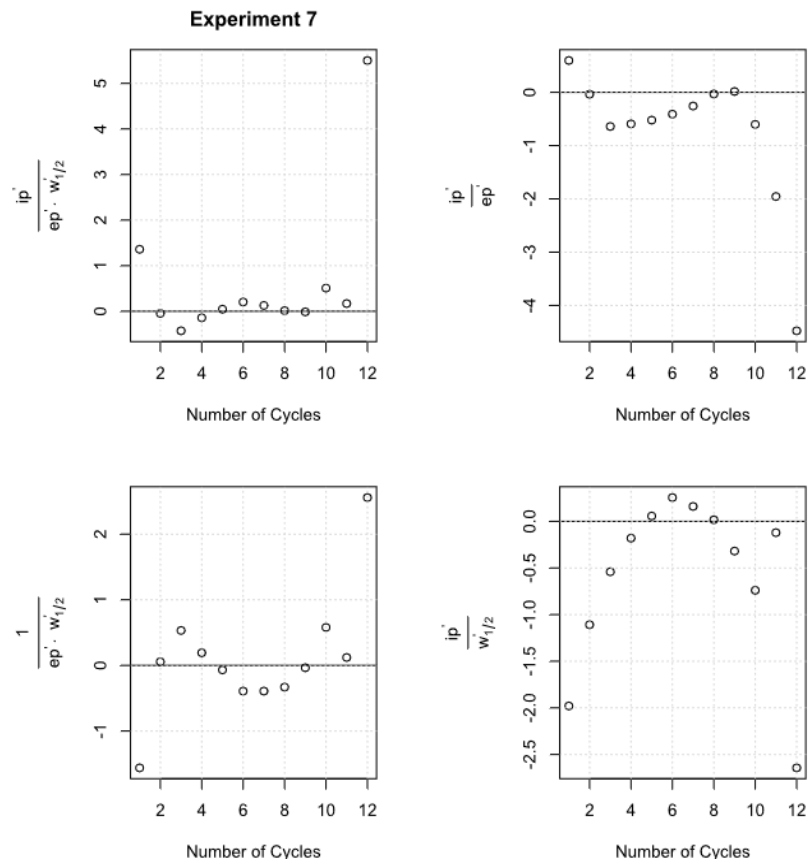 Experiment 7
ip'
ep' · w'1/2
5
4
3
2
1
0
2 4 6 8 10 12
Number of Cycles
ip'
ep'
0
-1
-2
-3
-4
2 4 6 8 10 12
Number of Cycles
1
ep' · w'1/2
2
1
0
-1
2 4 6 8 10 12
Number of Cycles
ip'
w'1/2
0.0
-0.5
-1.0
-1.5
-2.0
-2.5
2 4 6 8 10 12
Number of Cycles